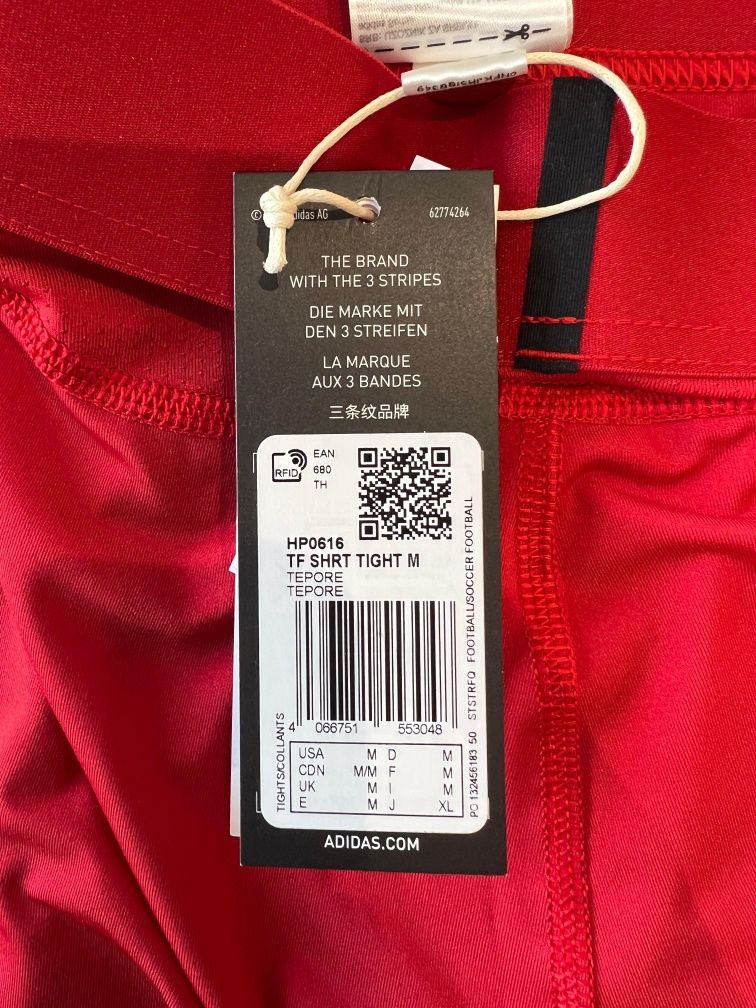 © adidas AG
62774264
THE BRAND
WITH THE 3 STRIPES
DIE MARKE MIT
DEN 3 STREIFEN
LA MARQUE
AUX 3 BANDES
三条纹品牌
RFID
EAN
680
TH
HP0616
TF SHRT TIGHT M
TEPORE
TEPORE
4 066751 553048
TIGHTS/COLLANTS
PO 132456183 50 STSTRFQ FOOTBALL/SOCCER FOOTBALL
USA M D M
CDN M/M F M
UK M I M
E M J XL
ADIDAS.COM